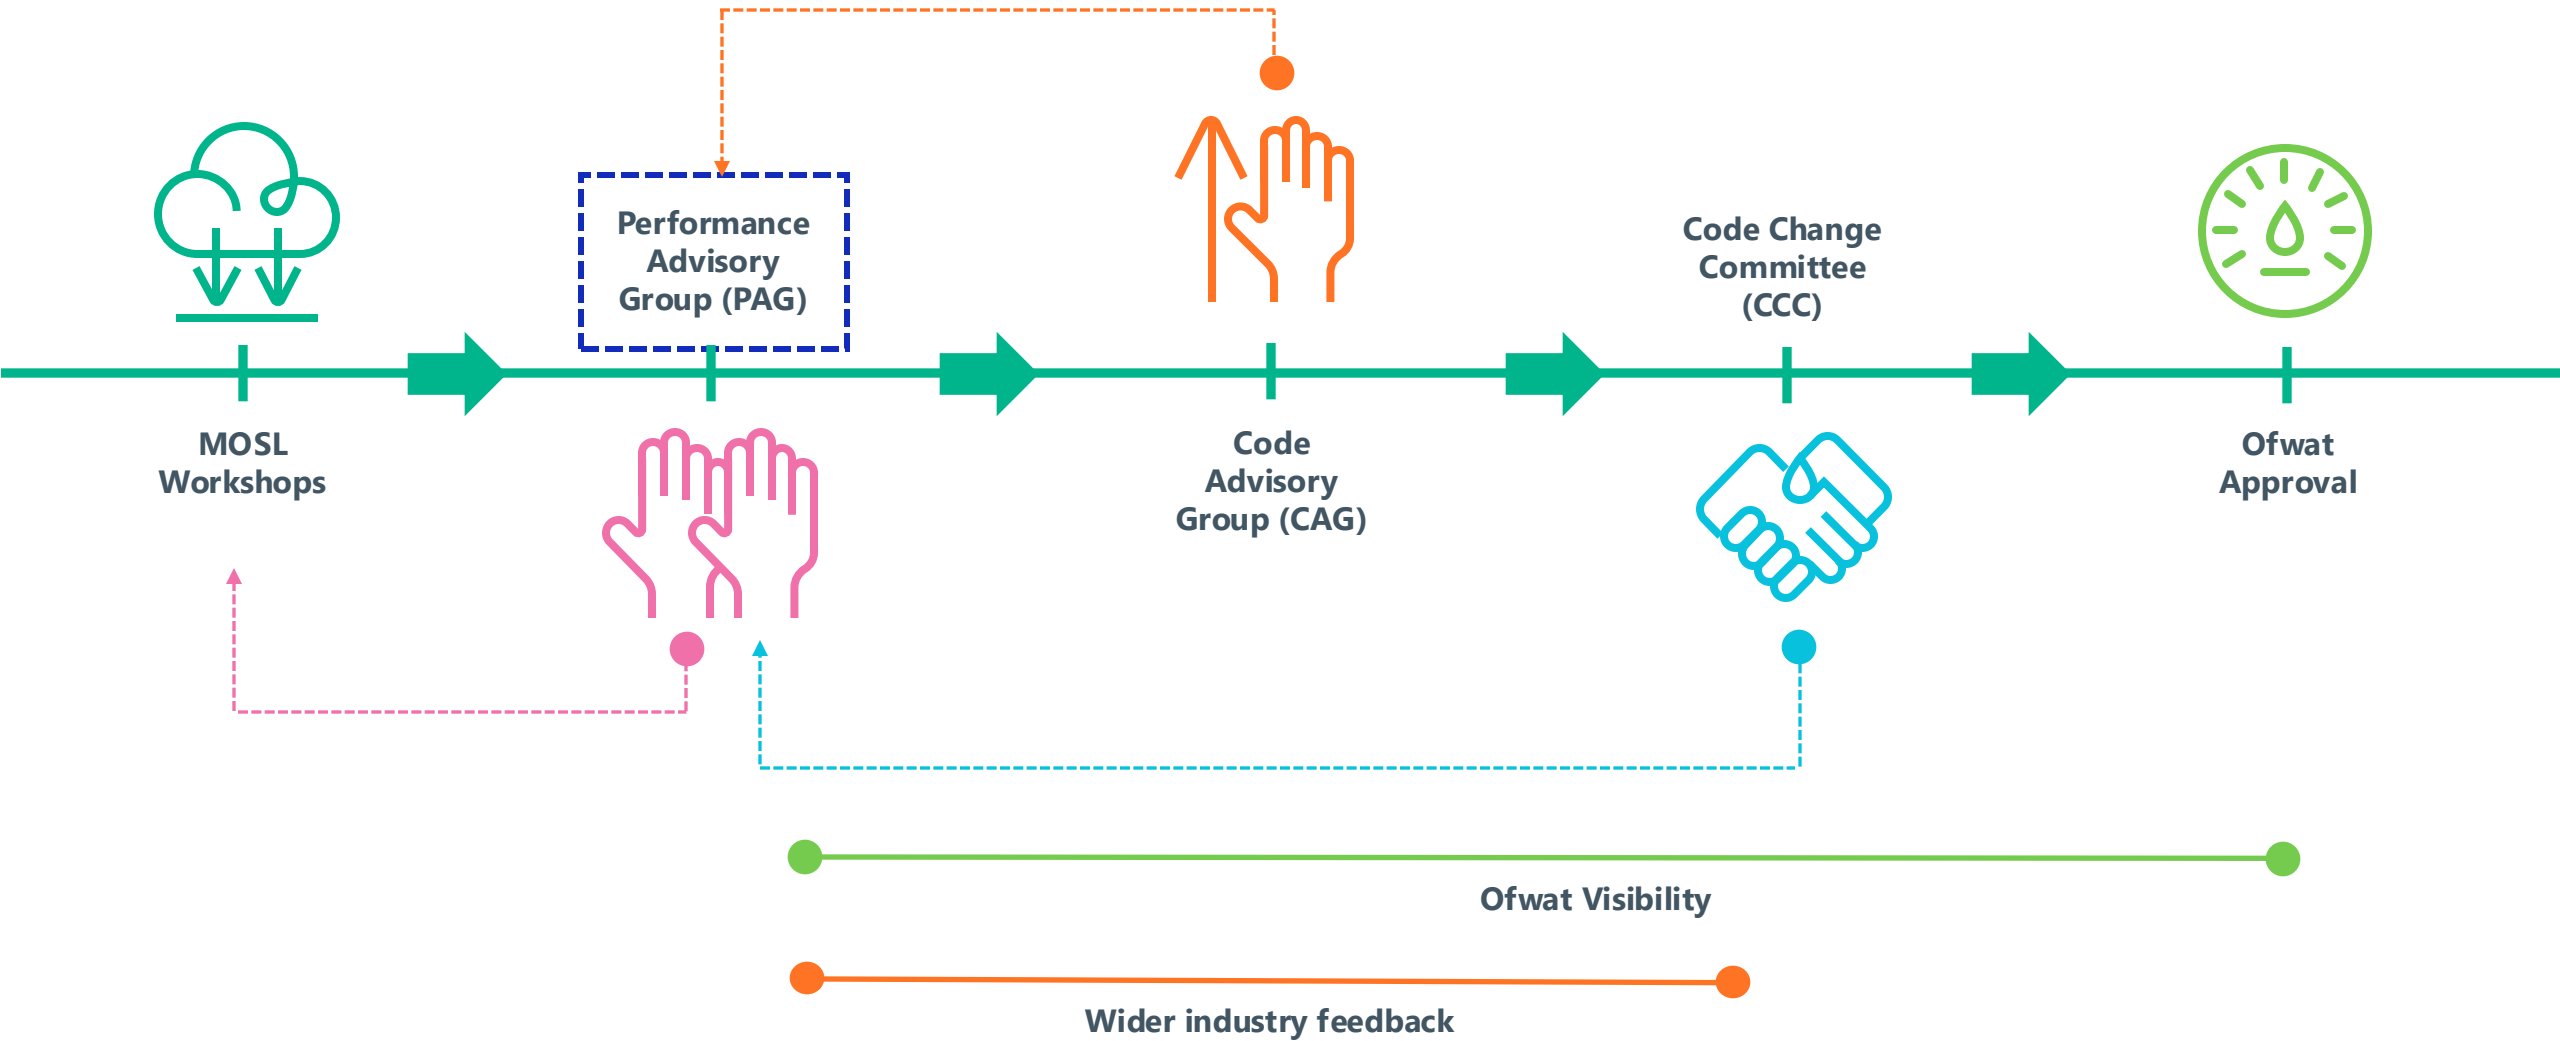 Performance
Advisory
Group (PAG)
Code Change
Committee
(CCC)
MOSL
Workshops
Code
Advisory
Group (CAG)
Ofwat
Approval
Ofwat Visibility
Wider industry feedback